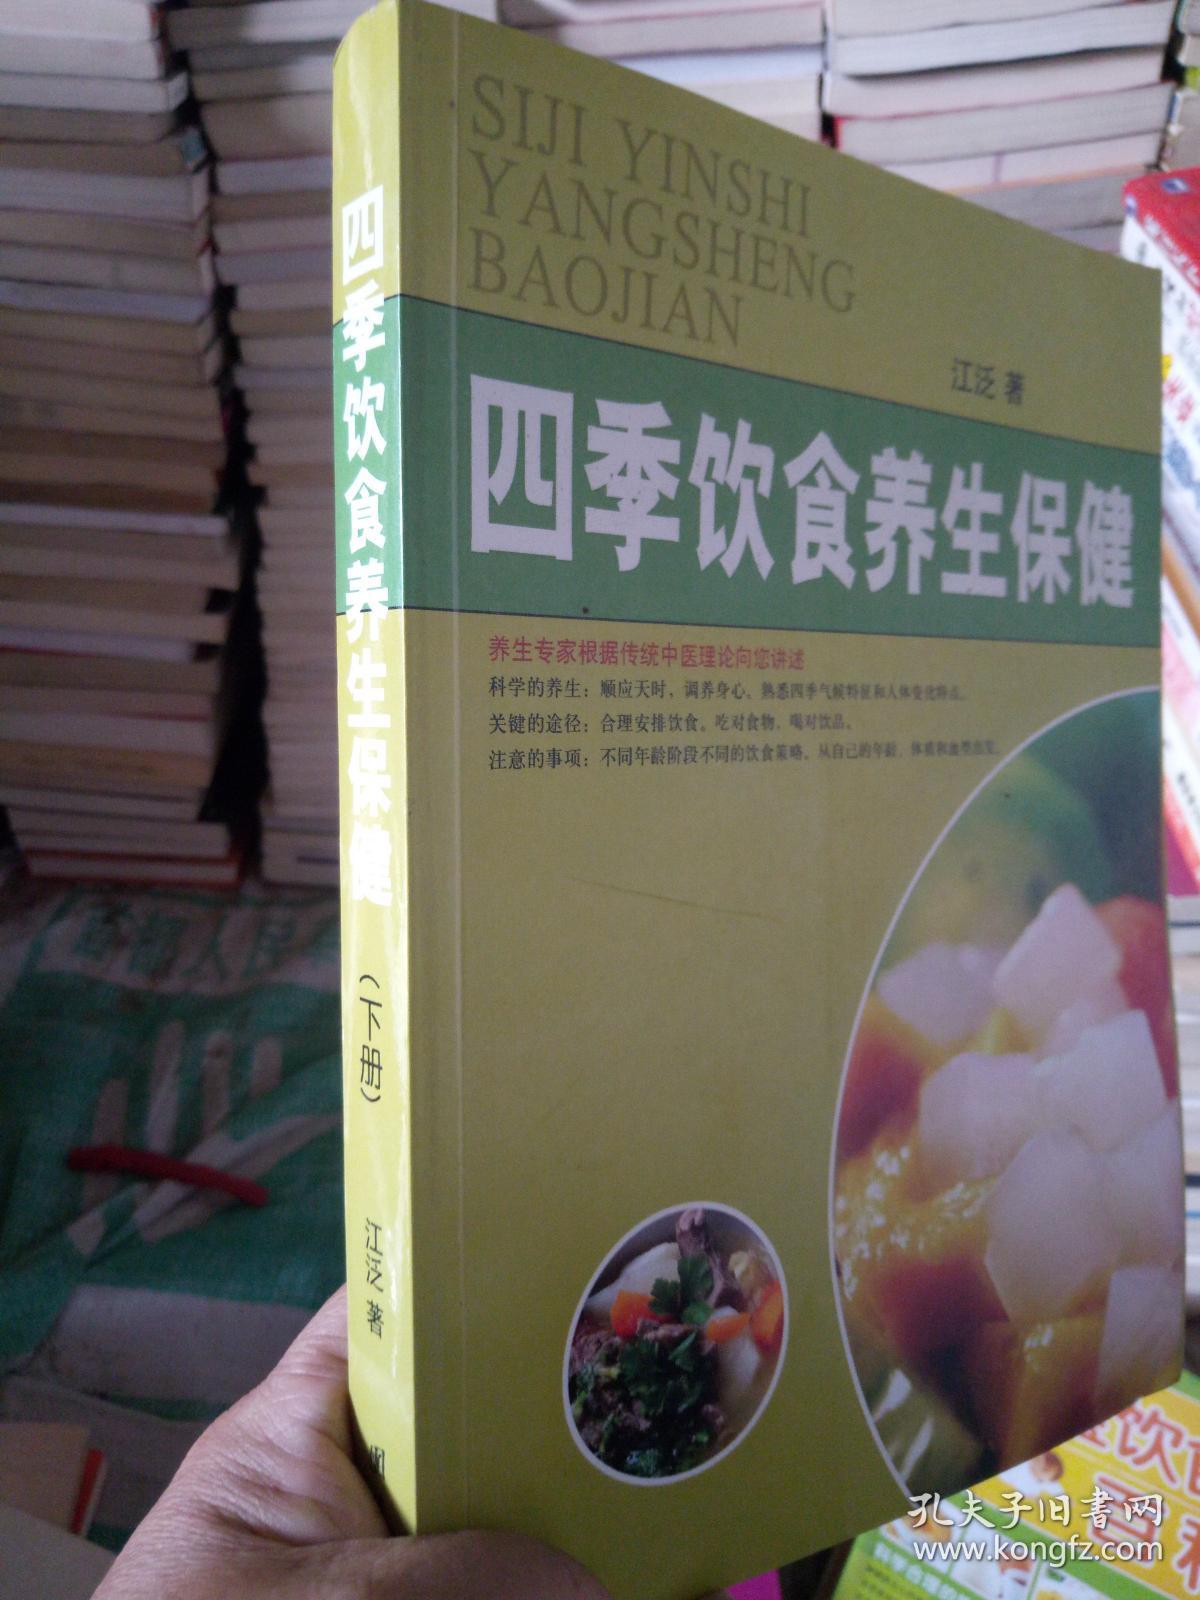 SIJI YINSHI
YANGSHENG
BAOJIAN
江泛 著
四季饮食养生保健
养生专家根据传统中医理论向您讲述
科学的养生：顺应天时，调养身心。熟悉四季气候特征和人体变化特点。
关键的途径：合理安排饮食。吃对食物，喝对饮品。
注意的事项：不同年龄阶段不同的饮食策略。从自己的年龄，体质和血型出发。
四季饮食养生保健
（下册）
江泛 著
孔夫子旧书网
www.kongfz.com